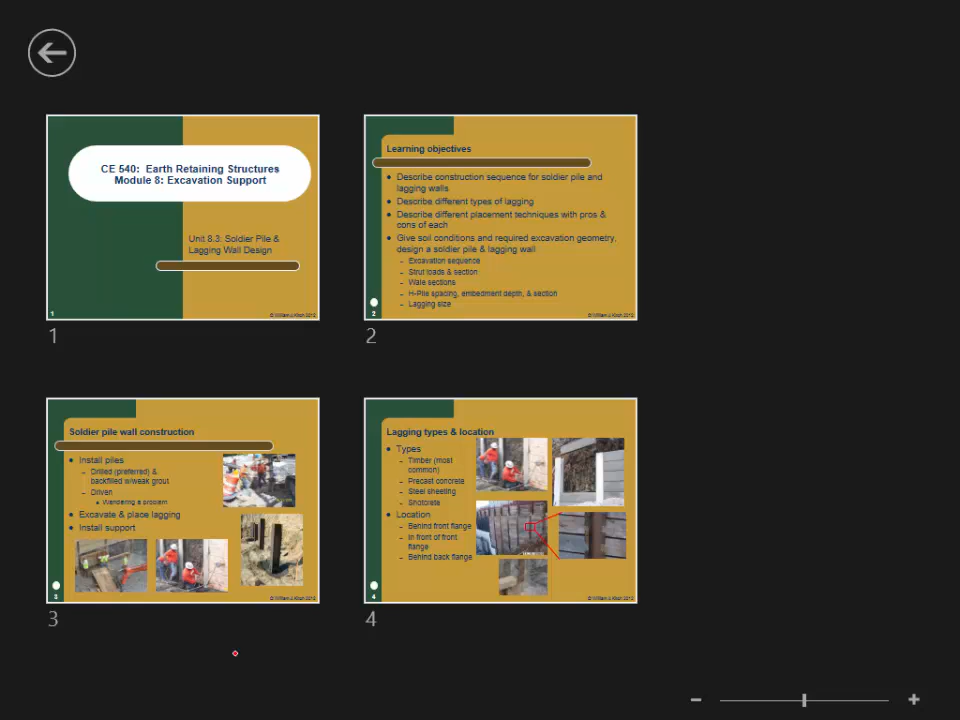 CE 540: Earth Retaining Structures
Module 8: Excavation Support
Unit 8.3: Soldier Pile &
Lagging Wall Design
1
© William J Kitch 2012
1
Learning objectives
Describe construction sequence for soldier pile and
lagging walls
Describe different types of lagging
Describe different placement techniques with pros &
cons of each
Give soil conditions and required excavation geometry,
design a soldier pile & lagging wall
– Excavation sequence
– Strut loads & section
– Wale sections
– H-Pile spacing, embedment depth, & section
– Lagging size
2
© William J Kitch 2012
2
Soldier pile wall construction
Install piles
– Drilled (preferred) &
backfilled w/weak grout
– Driven
Wandering a problem
Excavate & place lagging
Install support
3
© William J Kitch 2012
3
Lagging types & location
Types
– Timber (most
common)
– Precast concrete
– Steel sheeting
– Shotcrete
Location
– Behind front flange
– In front of front
flange
– Behind back flange
4
© William J Kitch 2012
4